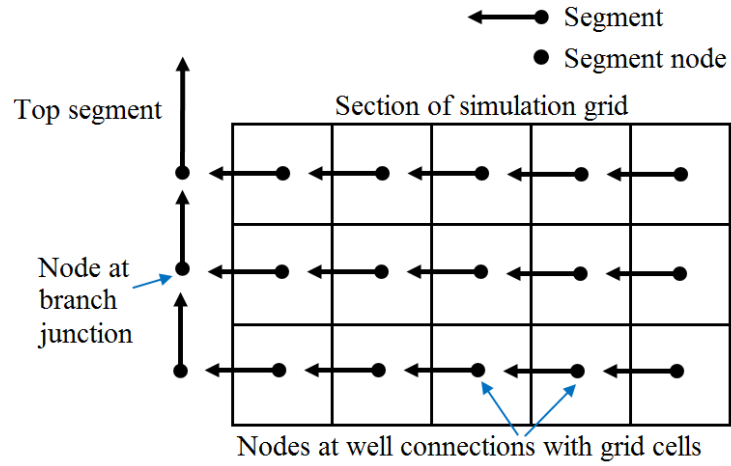 Segment
Segment node
Top segment
Section of simulation grid
Node at
branch
junction
Nodes at well connections with grid cells